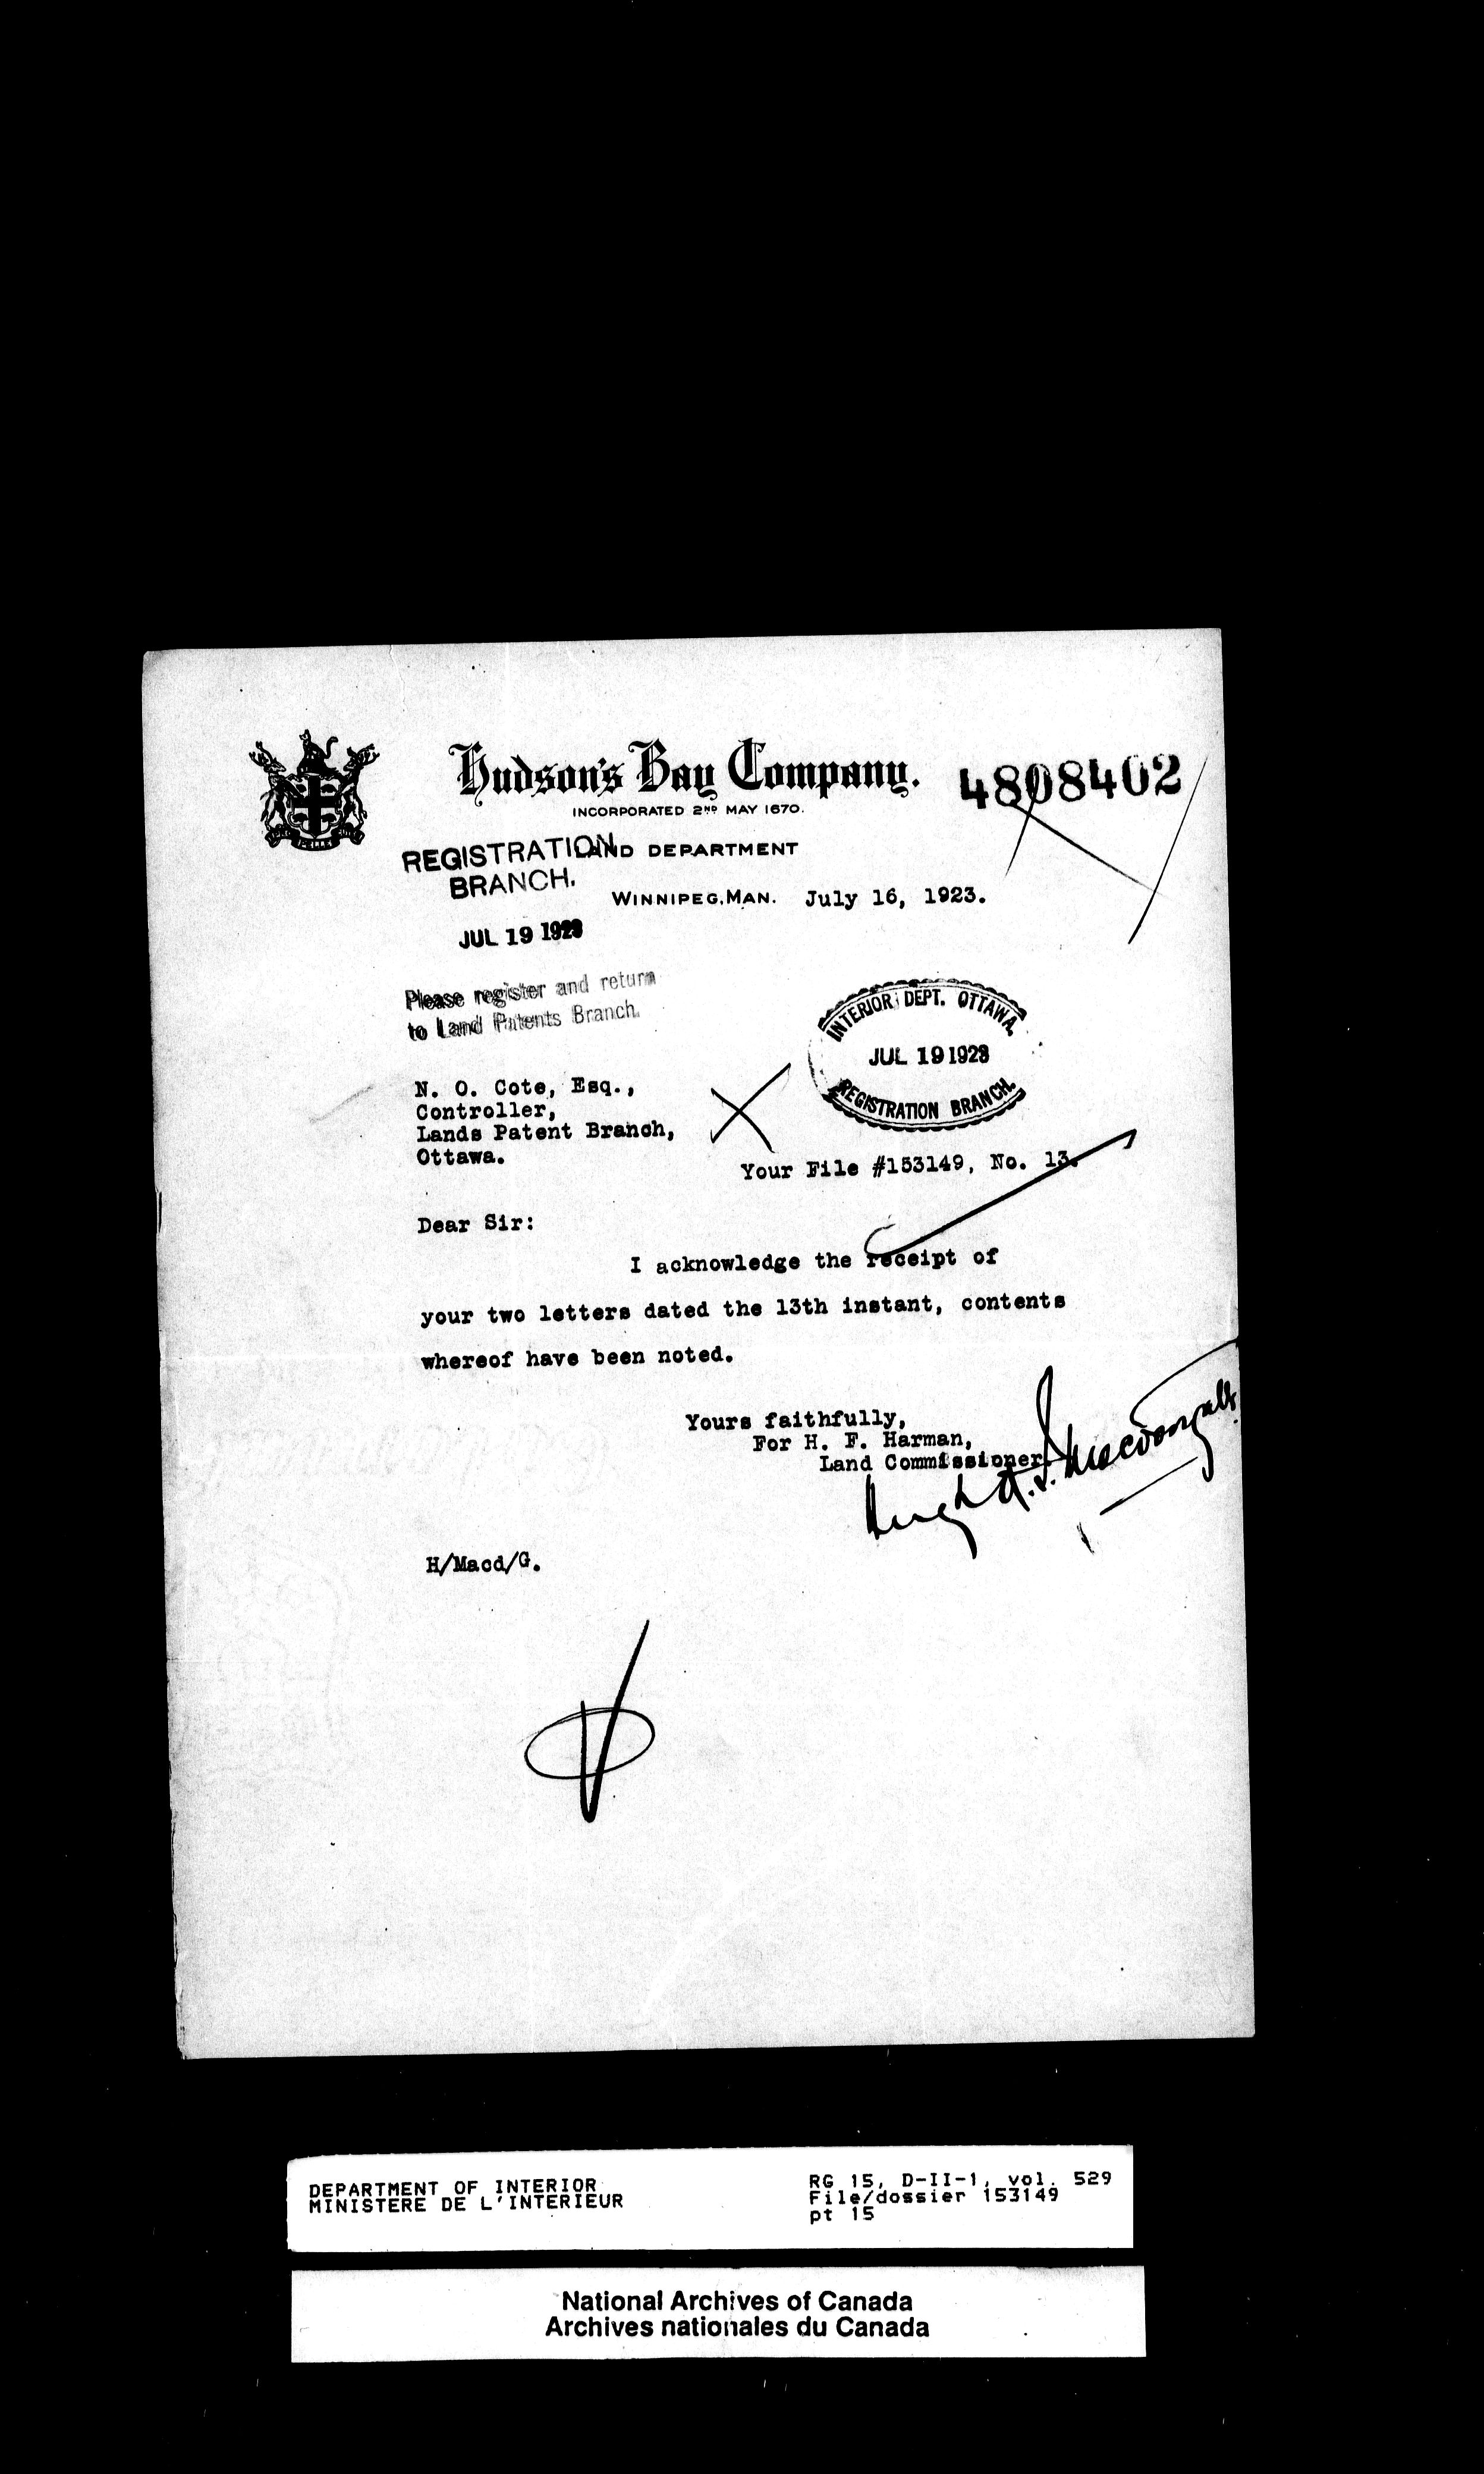 Hudson's Bay Company.
4808402
INCORPORATED 2ND MAY 1670.
LAND DEPARTMENT
REGISTRATION
BRANCH.
WINNIPEG, MAN. July 16, 1923.
JUL 19 1923
Please register and return
to Land Patents Branch.
INTERIOR DEPT. OTTAWA.
JUL 19 1923
REGISTRATION BRANCH.
N. O. Cote, Esq.,
Controller,
Lands Patent Branch,
Ottawa.
Your File #153149, No. 13.
Dear Sir:
I acknowledge the receipt of
your two letters dated the 13th instant, contents
whereof have been noted.
Yours faithfully,
For H. F. Harman,
Land Commissioner.
H/Macd/G.
DEPARTMENT OF INTERIOR
MINISTERE DE L'INTERIEUR
RG 15, D-II-1, vol. 529
File/dossier 153149
pt 15
National Archives of Canada
Archives nationales du Canada